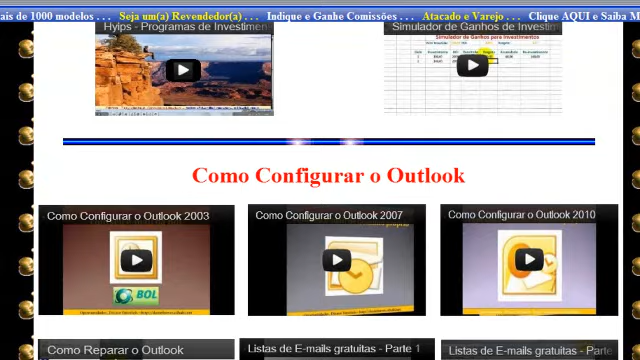 ais de 1000 modelos . . . Seja um(a) Revendedor(a) . . . Indique e Ganhe Comissões . . . Atacado e Varejo . . . Clique AQUI e Saiba M
Hyips - Programas de Investimen
Simulador de Ganhos de Investim
Simulador de Ganhos para Investimentos
Como Configurar o Outlook
Como Configurar o Outlook 2003
Como Configurar o Outlook 2007
Como Configurar o Outlook 2010
BOL
Como Reparar o Outlook
Listas de E-mails gratuitas - Parte 1
Listas de E-mails gratuitas - Parte